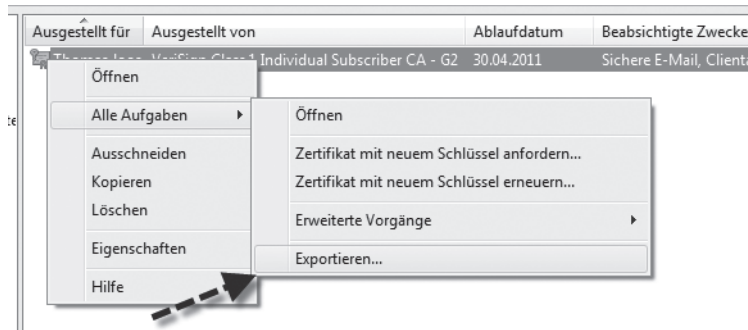 Ausgestellt für Ausgestellt von Ablaufdatum Beabsichtigte Zwecke
Individual Subscriber CA - G2 30.04.2011 Sichere E-Mail, Clienta
Öffnen
Alle Aufgaben
Ausschneiden
Kopieren
Löschen
Eigenschaften
Hilfe
Öffnen
Zertifikat mit neuem Schlüssel anfordern...
Zertifikat mit neuem Schlüssel erneuern...
Erweiterte Vorgänge
Exportieren...